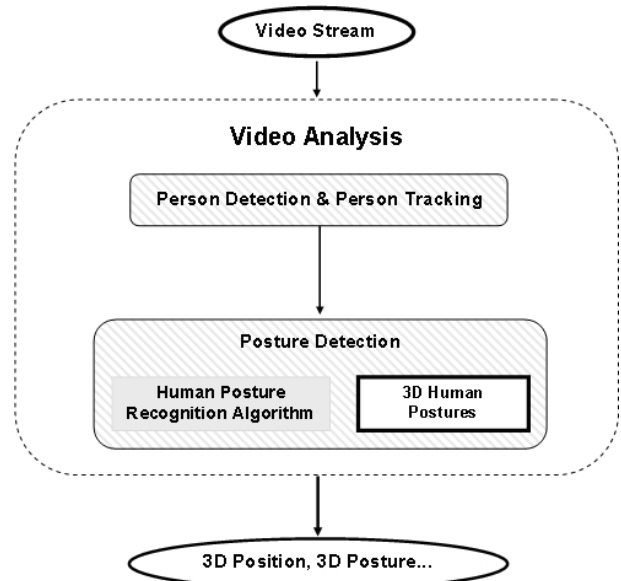 Video Stream
Video Analysis
Person Detection & Person Tracking
Posture Detection
Human Posture
Recognition Algorithm
3D Human
Postures
3D Position, 3D Posture...